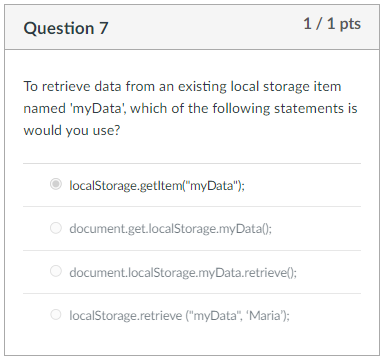 Question 7
1 / 1 pts
To retrieve data from an existing local storage item
named 'myData', which of the following statements is
would you use?
localStorage.getItem("myData");
document.get.localStorage.myData();
document.localStorage.myData.retrieve();
localStorage.retrieve ("myData", 'Maria');